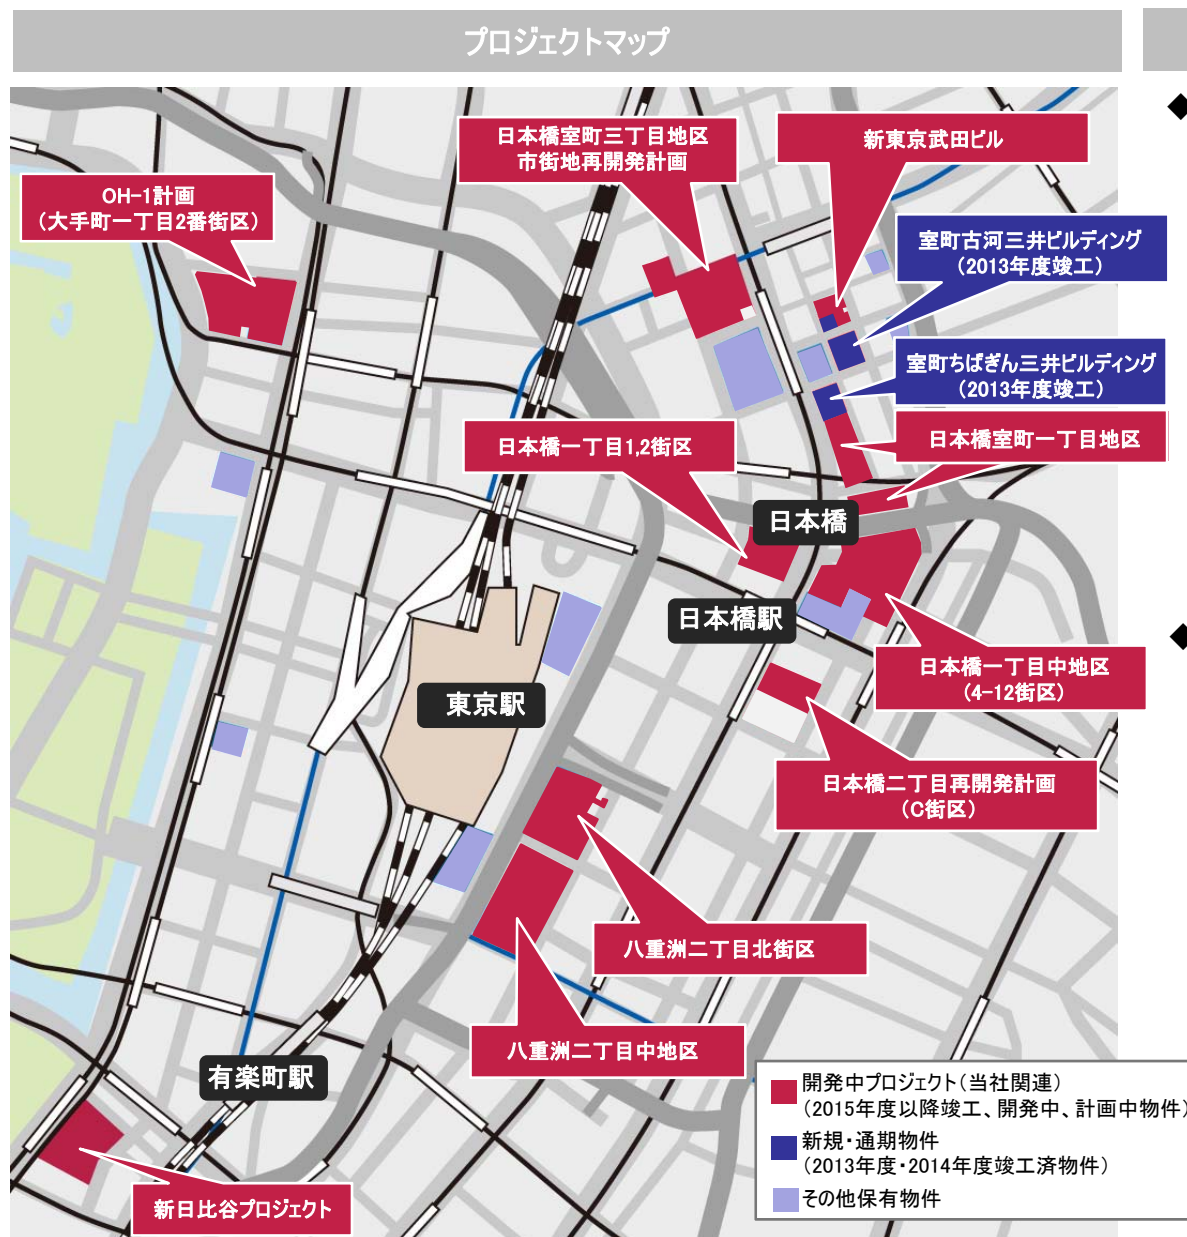 プロジェクトマップ
日本橋室町三丁目地区
市街地再開発計画
新東京武田ビル
OH-1計画
(大手町一丁目2番街区)
室町古河三井ビルディング
(2013年度竣工)
室町ちばぎん三井ビルディング
(2013年度竣工)
日本橋一丁目1,2街区
日本橋室町一丁目地区
日本橋
日本橋駅
日本橋一丁目中地区
(4-12街区)
東京駅
日本橋二丁目再開発計画
(C街区)
八重洲二丁目北街区
八重洲二丁目中地区
有楽町駅
新日比谷プロジェクト
開発中プロジェクト(当社関連)
(2015年度以降竣工、開発中、計画中物件)
新規・通期物件
(2013年度・2014年度竣工済物件)
その他保有物件